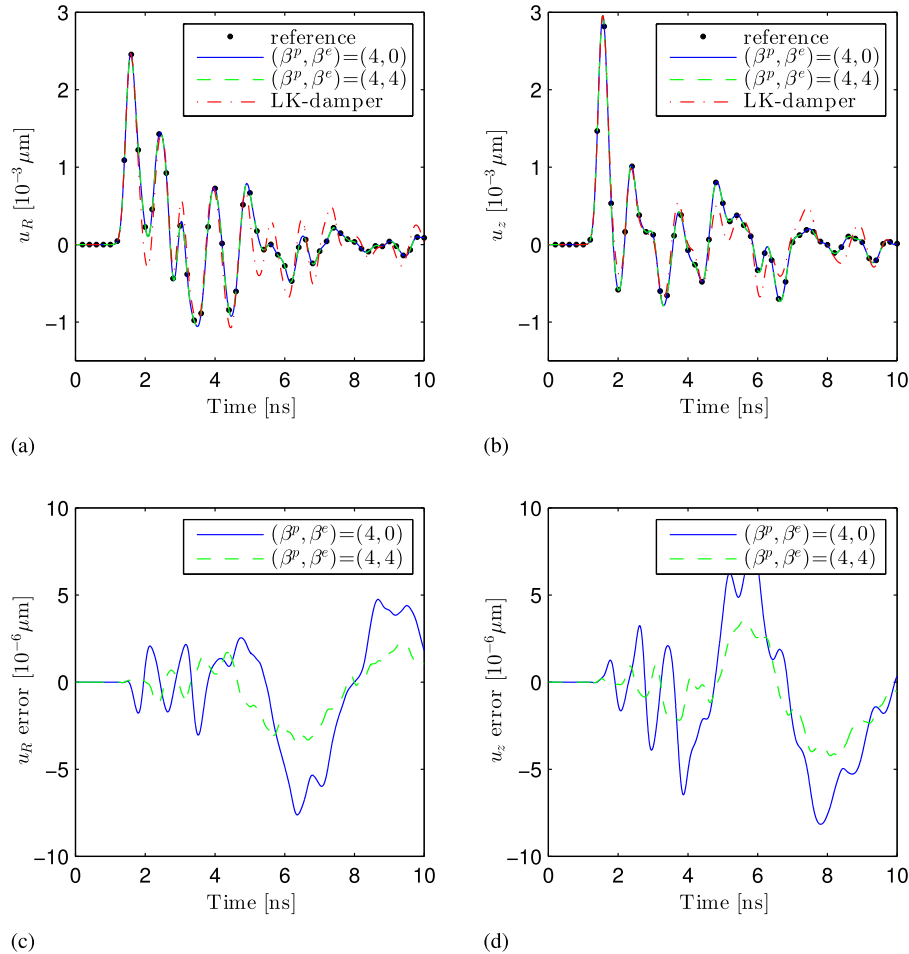 3
2
1
0
−1
u_R [10^{−3} μm]
reference
(β^p, β^e)=(4, 0)
(β^p, β^e)=(4, 4)
LK-damper
0 2 4 6 8 10
Time [ns]
(a)
3
2
1
0
−1
u_z [10^{−3} μm]
reference
(β^p, β^e)=(4, 0)
(β^p, β^e)=(4, 4)
LK-damper
0 2 4 6 8 10
Time [ns]
(b)
10
5
0
−5
−10
u_R error [10^{−6} μm]
(β^p, β^e)=(4, 0)
(β^p, β^e)=(4, 4)
0 2 4 6 8 10
Time [ns]
(c)
10
5
0
−5
−10
u_z error [10^{−6} μm]
(β^p, β^e)=(4, 0)
(β^p, β^e)=(4, 4)
0 2 4 6 8 10
Time [ns]
(d)